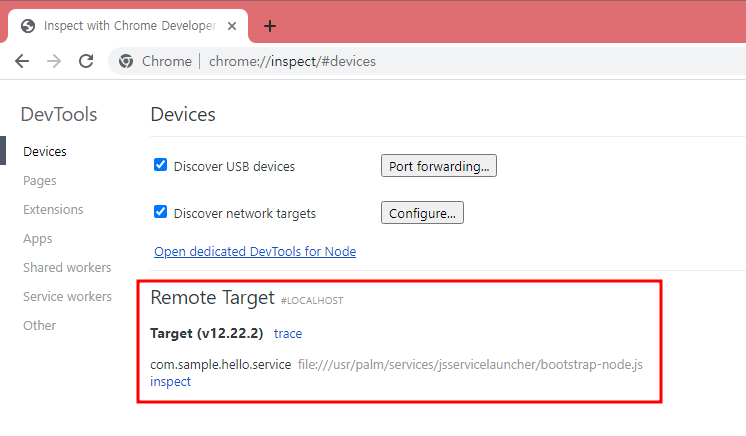 Inspect with Chrome Developer
Chrome | chrome://inspect/#devices
DevTools
Devices
Pages
Extensions
Apps
Shared workers
Service workers
Other
Devices
Discover USB devices Port forwarding...
Discover network targets Configure...
Open dedicated DevTools for Node
Remote Target #LOCALHOST
Target (v12.22.2) trace
com.sample.hello.service file:///usr/palm/services/jsservicelauncher/bootstrap-node.js
inspect